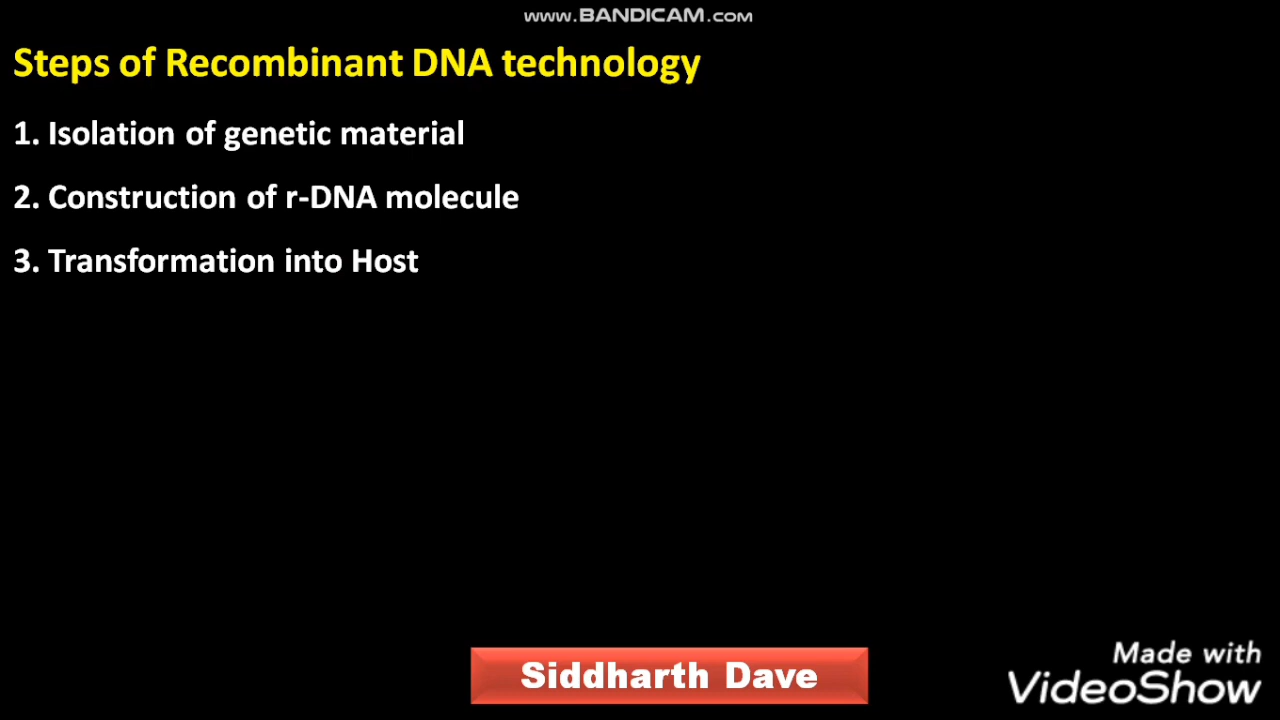 www.BANDICAM.com
Steps of Recombinant DNA technology
1. Isolation of genetic material
2. Construction of r-DNA molecule
3. Transformation into Host
Siddharth Dave
Made with
VideoShow